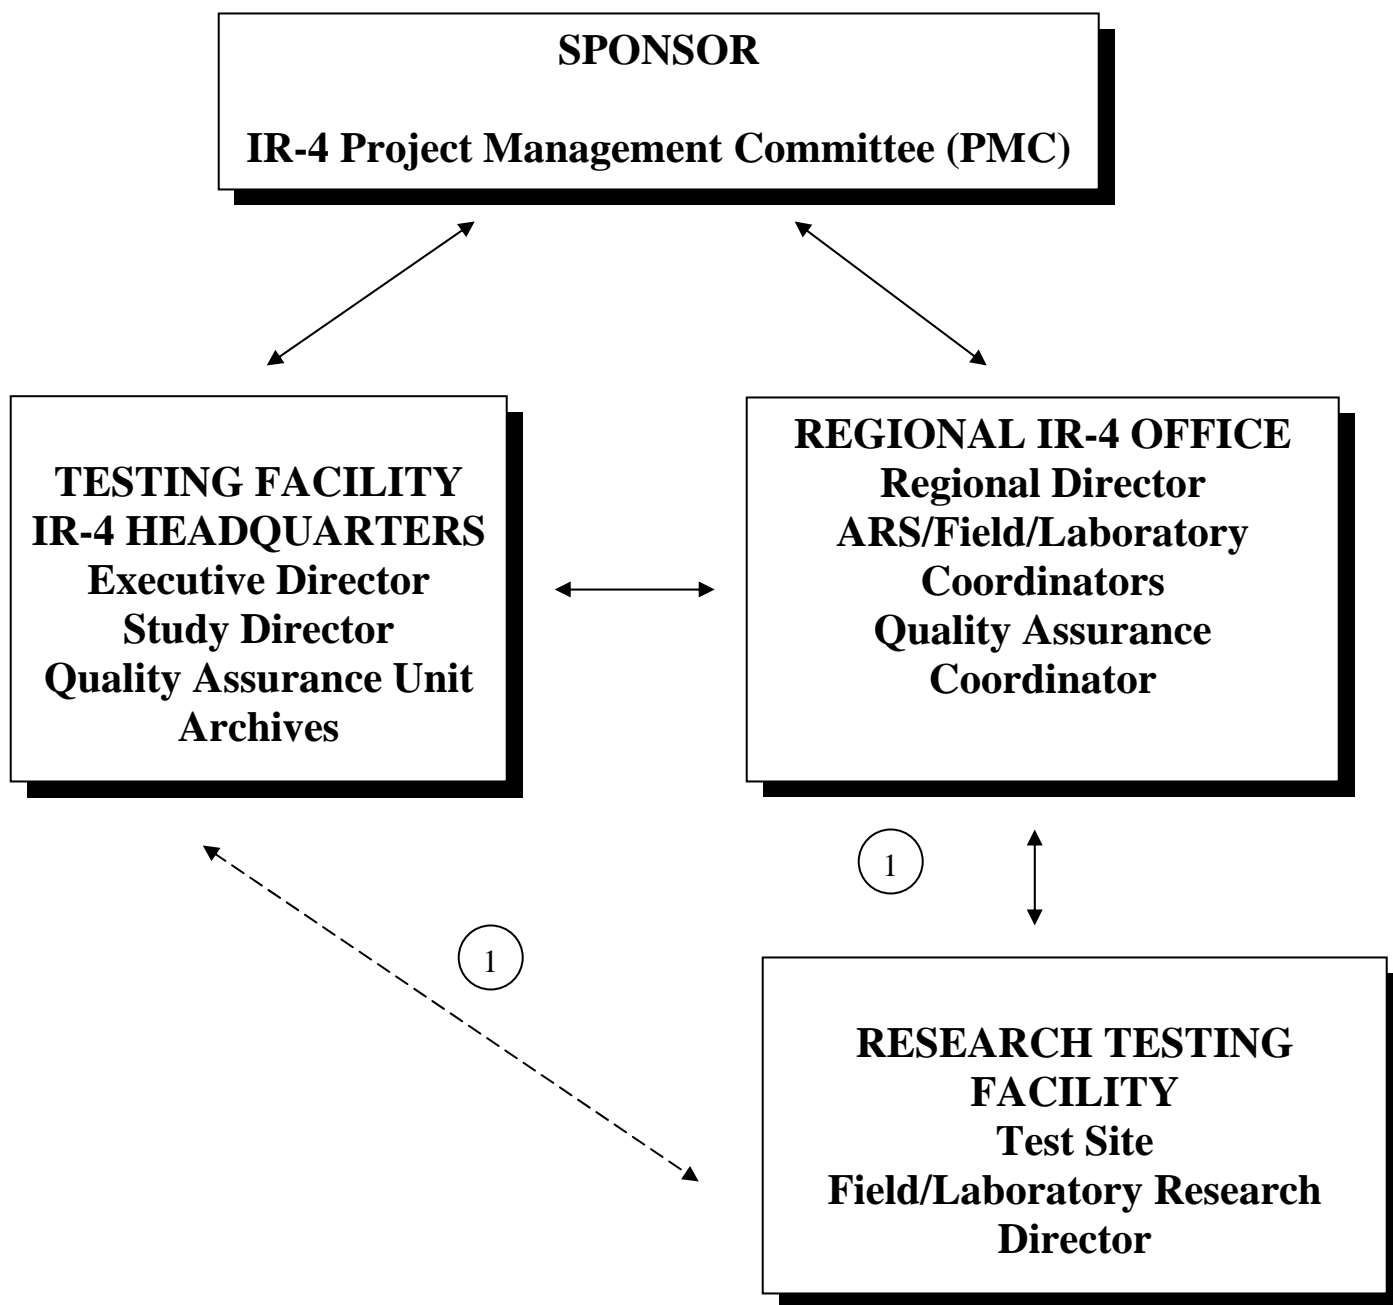 SPONSOR
IR-4 Project Management Committee (PMC)
TESTING FACILITY
IR-4 HEADQUARTERS
Executive Director
Study Director
Quality Assurance Unit
Archives
REGIONAL IR-4 OFFICE
Regional Director
ARS/Field/Laboratory
Coordinators
Quality Assurance
Coordinator
1
1
RESEARCH TESTING
FACILITY
Test Site
Field/Laboratory Research
Director